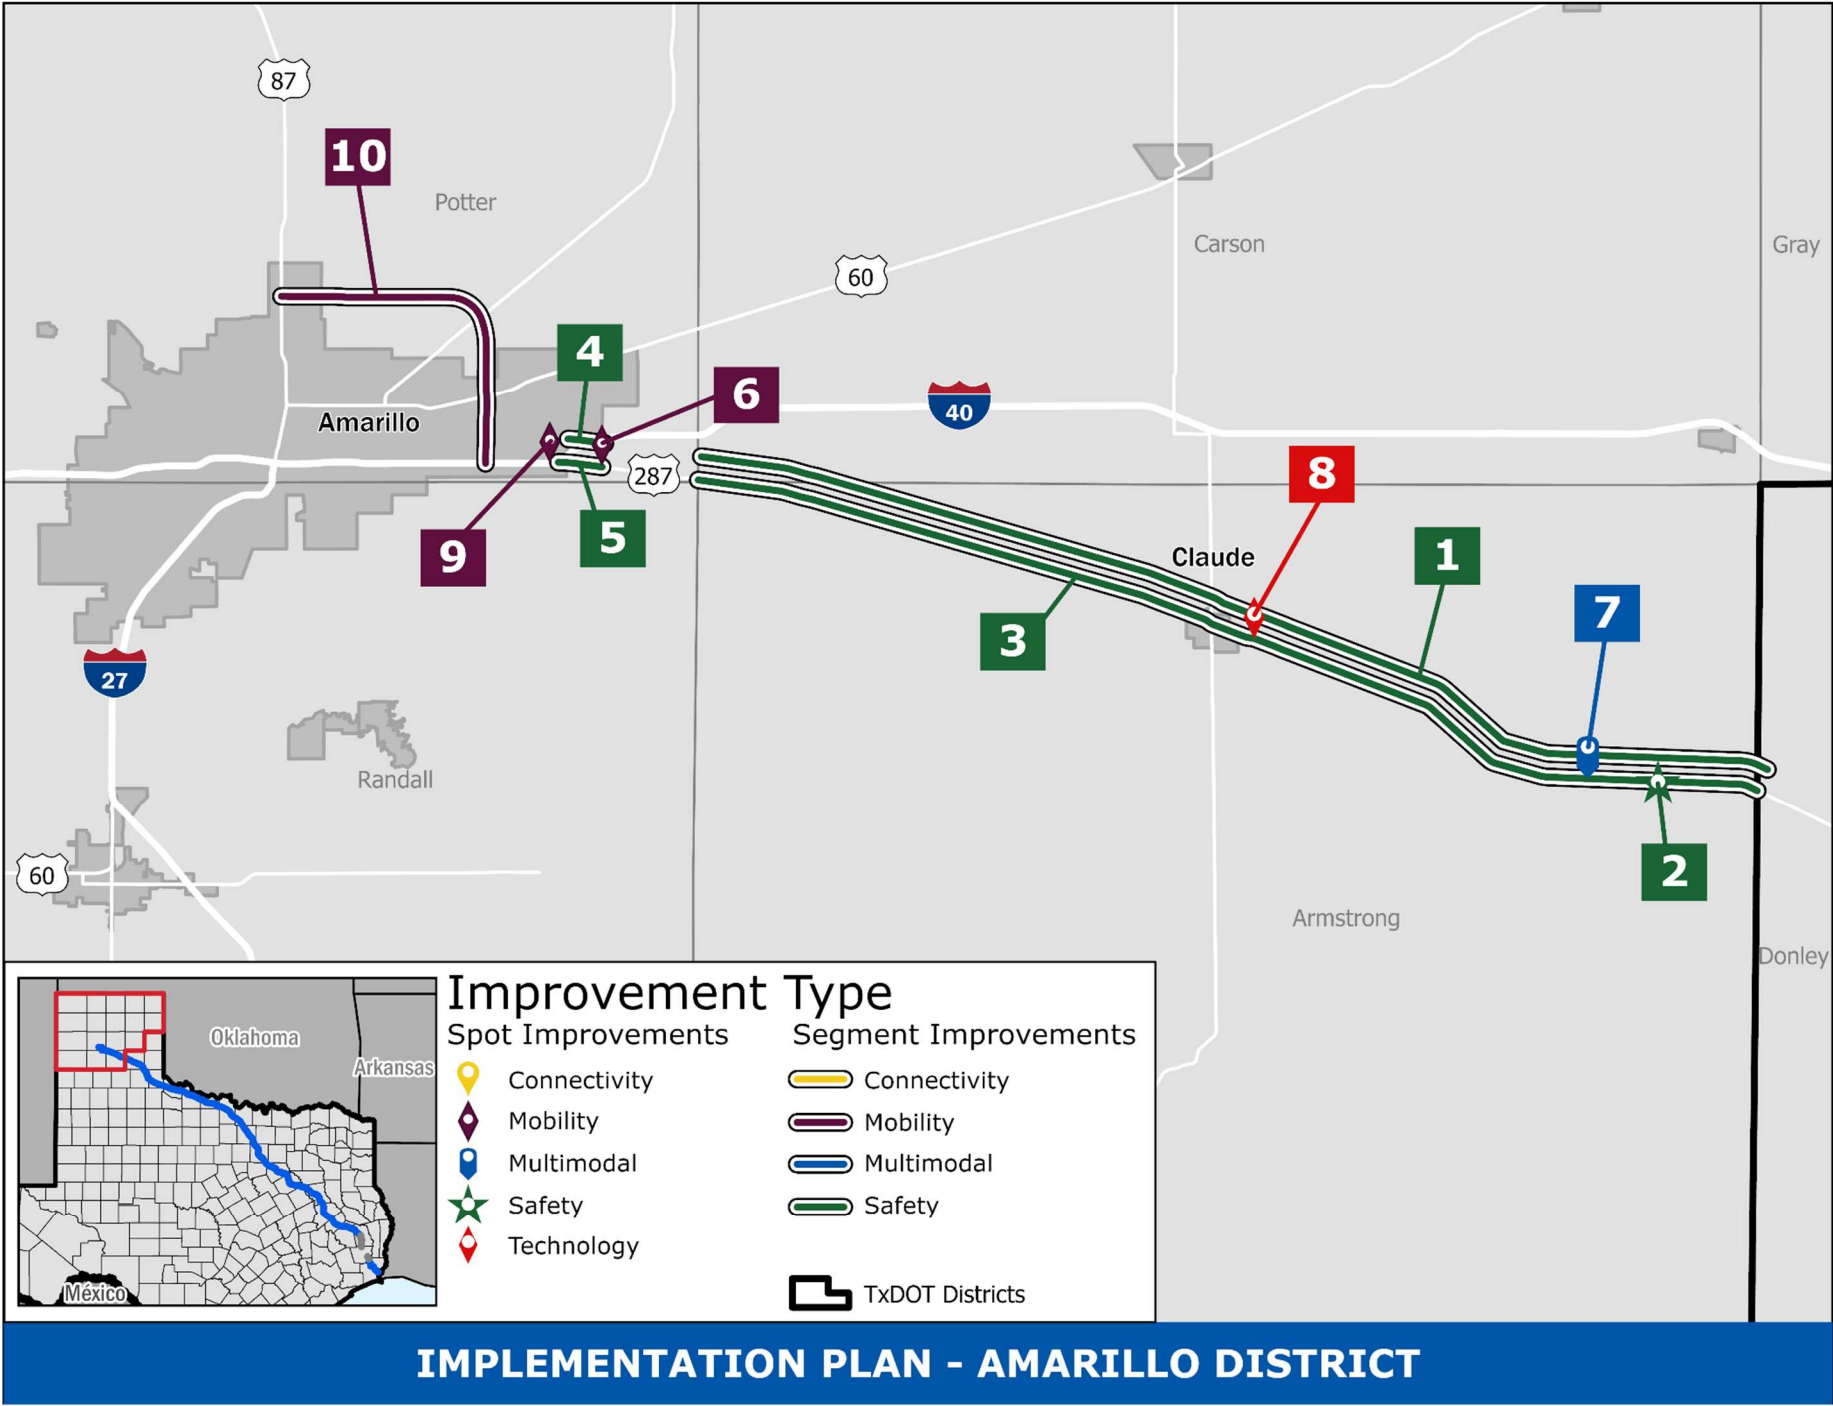 87
10
Potter
Carson
Gray
60
4
6
40
Amarillo
287
8
9
5
Claude
1
7
3
27
Randall
2
60
Armstrong
Donley
Improvement Type
Spot Improvements
Segment Improvements
Connectivity
Connectivity
Mobility
Mobility
Multimodal
Multimodal
Safety
Safety
Technology
TxDOT Districts
Oklahoma
Arkansas
México
IMPLEMENTATION PLAN - AMARILLO DISTRICT